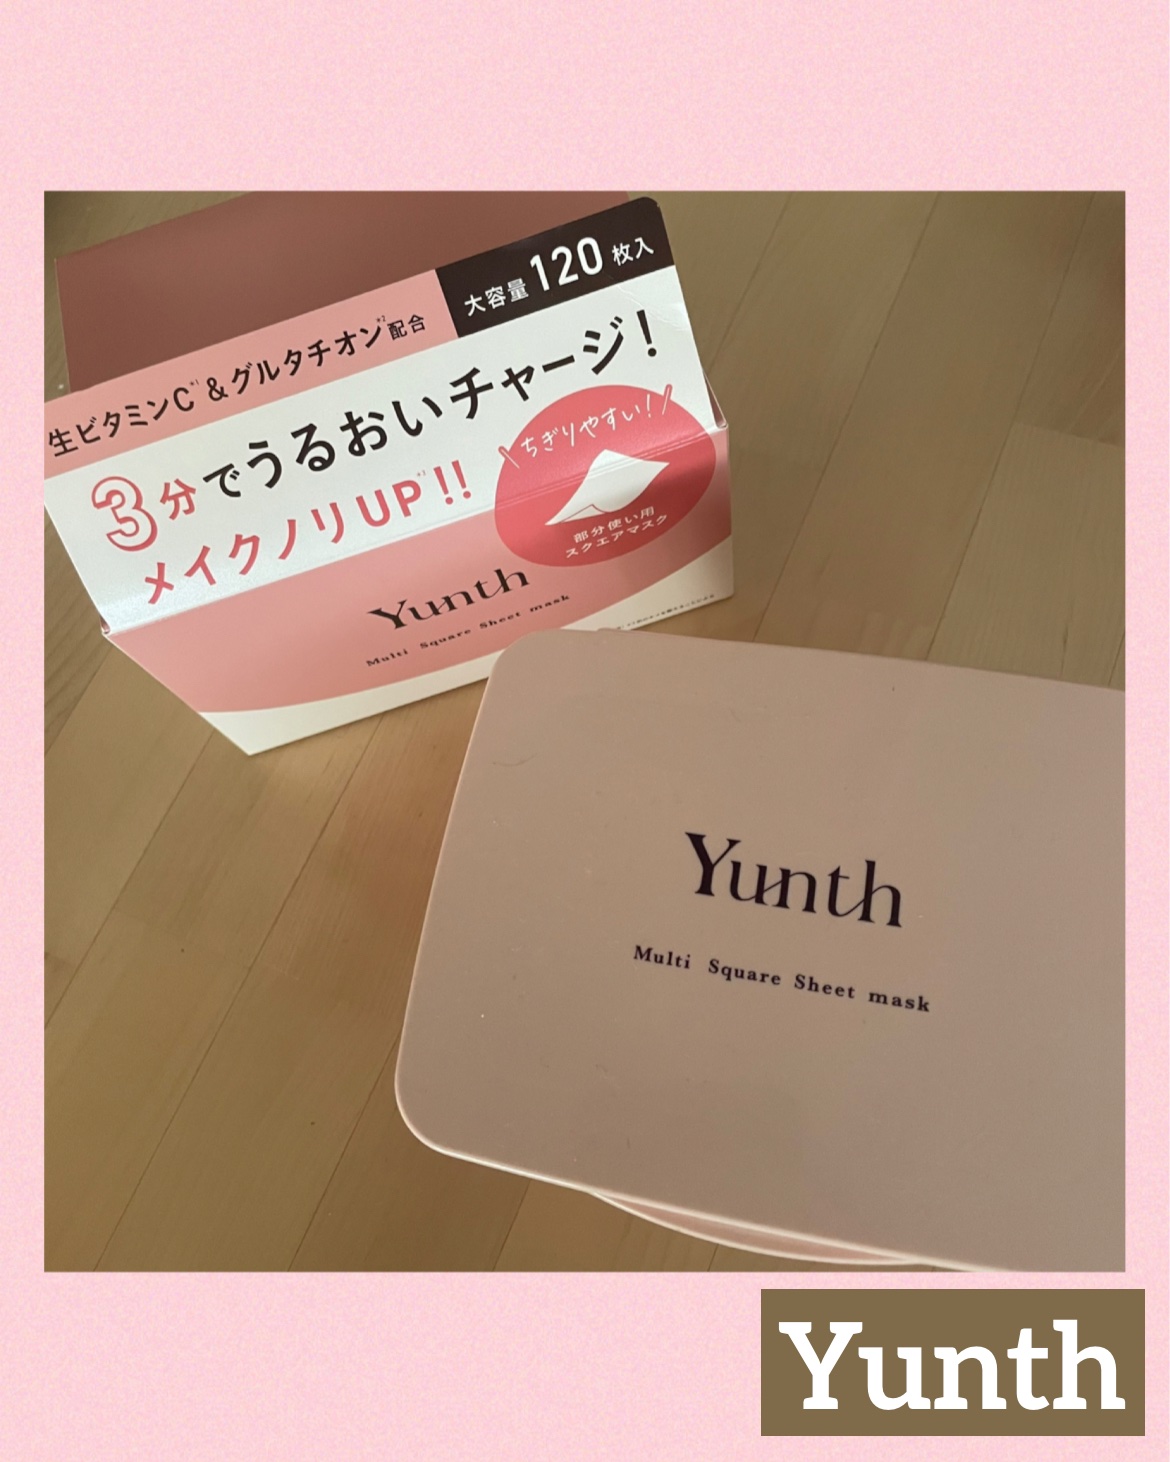 大容量120枚入
生ビタミンC※1&グルタチオン※2配合
3分でうるおいチャージ!
メイクノリUP※3!!
\ちぎりやすい!/
部分使い用
スクエアマスク
Yunth
Multi Square Sheet mask
Yunth
Multi Square Sheet mask
Yunth